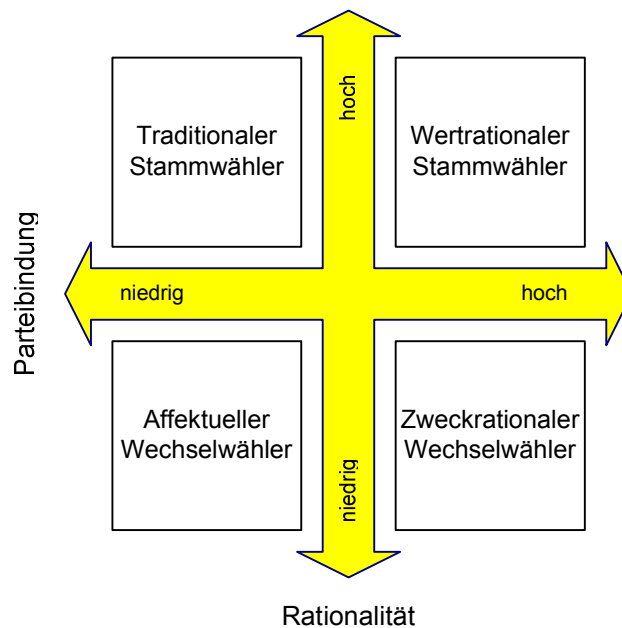 hoch
Traditionaler
Stammwähler
Wertrationaler
Stammwähler
Parteibindung
niedrig
hoch
Affektueller
Wechselwähler
Zweckrationaler
Wechselwähler
niedrig
Rationalität